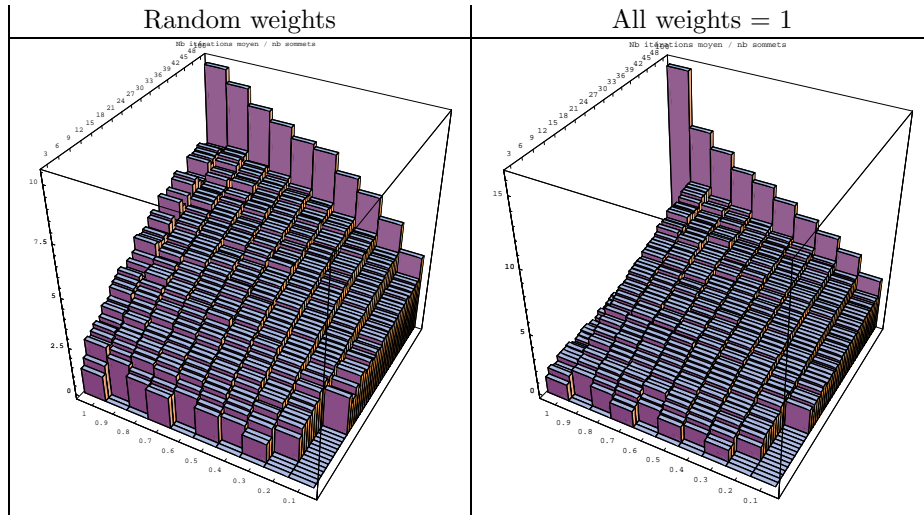 Random weights
All weights = 1
Nb itérations moyen / nb sommets
3 6 9 12 15 18 21 24 27 30 33 36 39 42 45 48 100
10
7.5
5
2.5
0
1 0.9 0.8 0.7 0.6 0.5 0.4 0.3 0.2 0.1
Nb itérations moyen / nb sommets
3 6 9 12 15 18 21 24 27 30 33 36 39 42 45 48 100
15
10
5
0
1 0.9 0.8 0.7 0.6 0.5 0.4 0.3 0.2 0.1